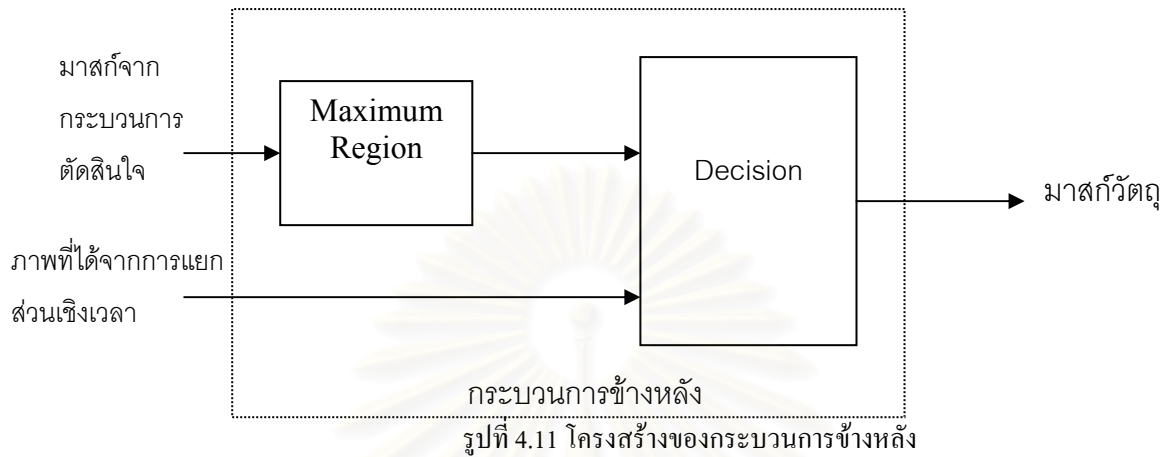 มาสก์จาก
กระบวนการ
ตัดสินใจ
Maximum
Region
Decision
มาสก์วัตถุ
ภาพที่ได้จากการแยก
ส่วนเชิงเวลา
กระบวนการข้างหลัง
รูปที่ 4.11 โครงสร้างของกระบวนการข้างหลัง